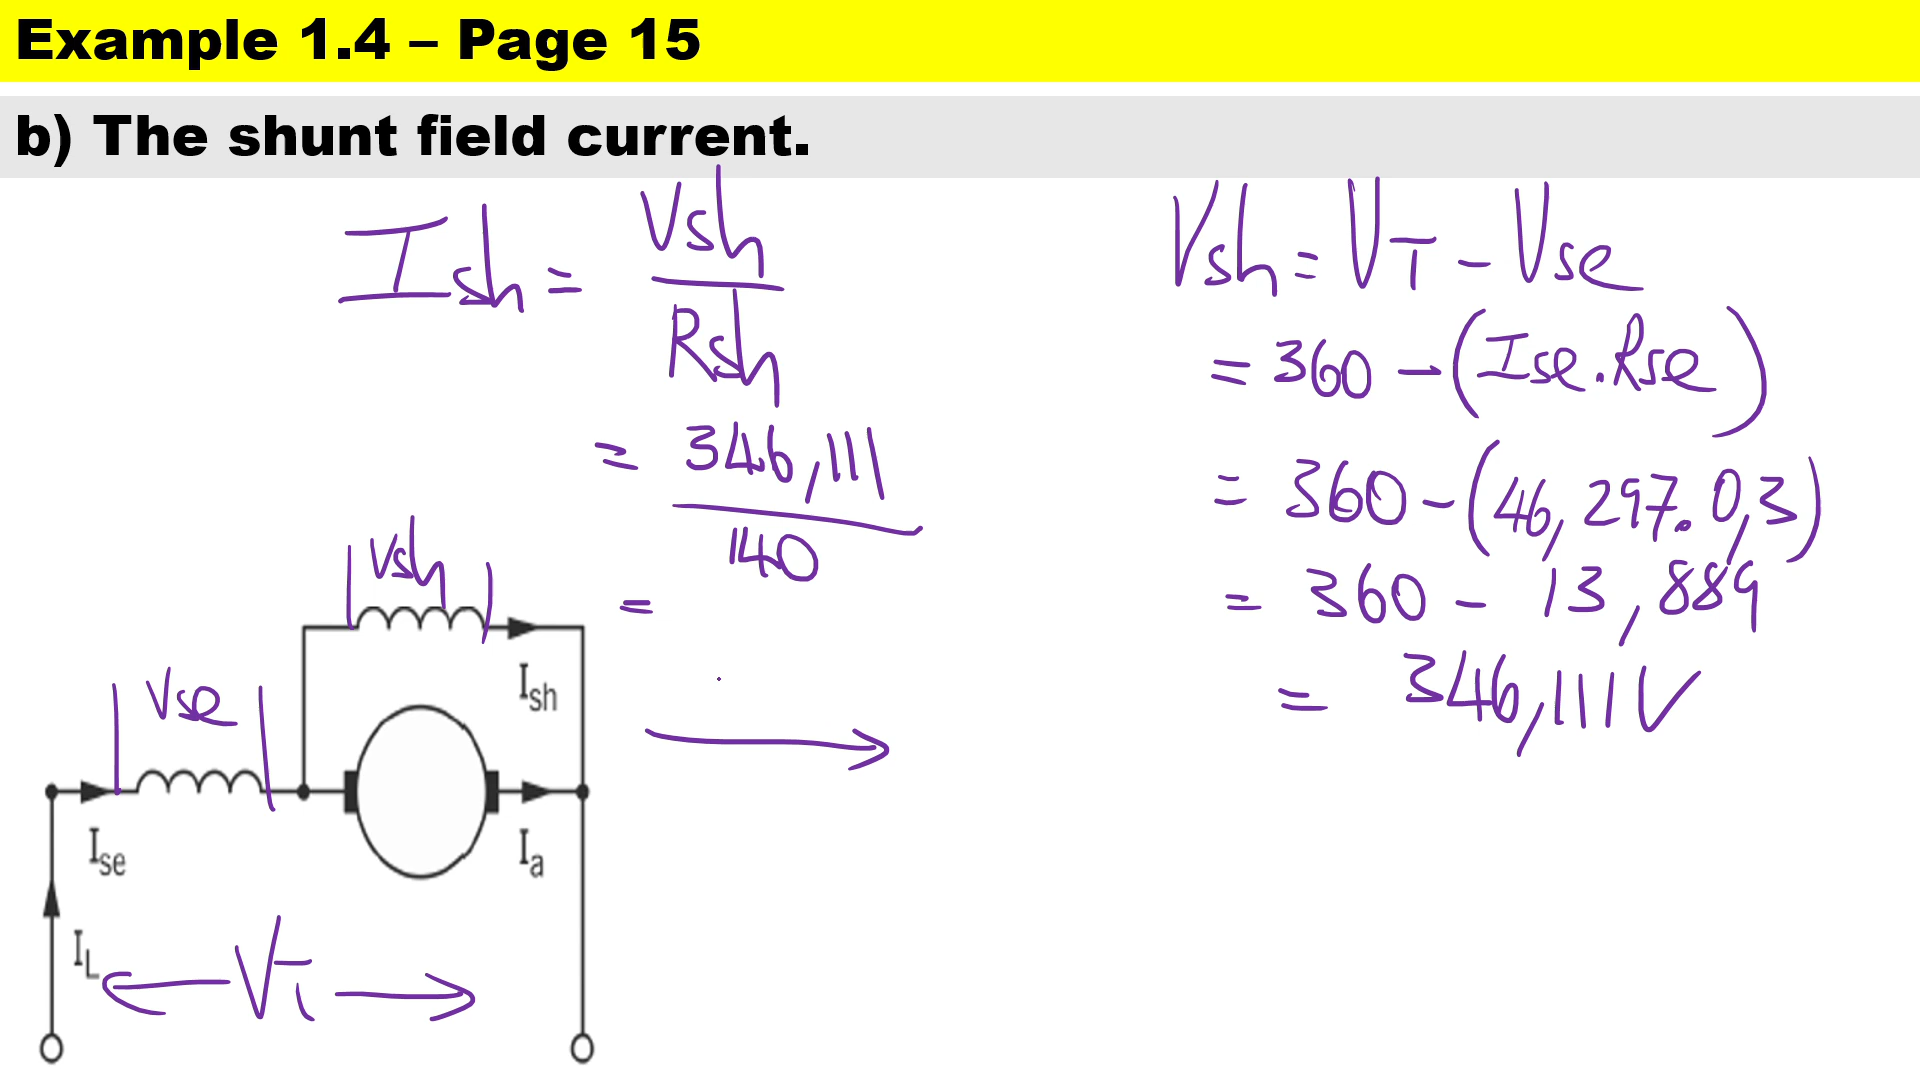 Example 1.4 – Page 15
b) The shunt field current.
Ish = Vsh
Rsh
= 346,111
140
=
Vsh = VT - Vse
= 360 - (Ise.Rse)
= 360 - (46,297.0,3)
= 360 - 13,889
= 346,111V
Vsh
Ish
Vse
Ise
Ia
IL
VT